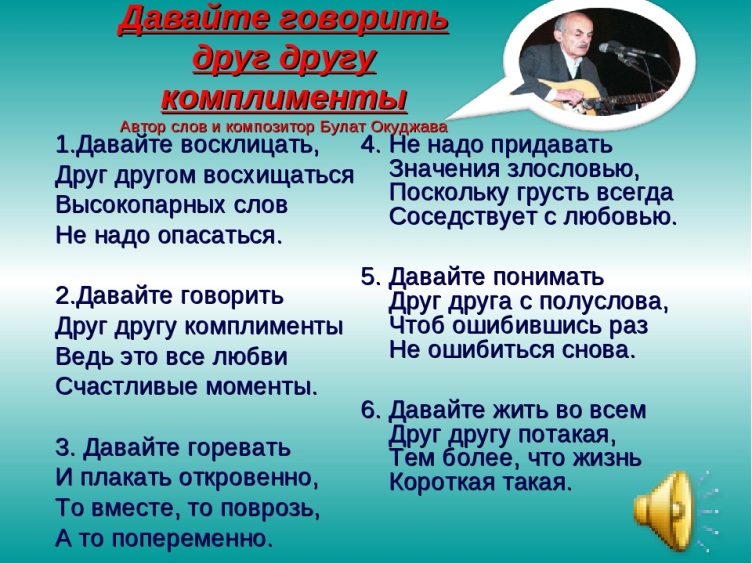 Давайте говорить
друг другу
комплименты
Автор слов и композитор Булат Окуджава
1.Давайте восклицать,
Друг другом восхищаться
Высокопарных слов
Не надо опасаться.
2.Давайте говорить
Друг другу комплименты
Ведь это все любви
Счастливые моменты.
3. Давайте горевать
И плакать откровенно,
То вместе, то поврозь,
А то попеременно.
4. Не надо придавать
Значения злословью,
Поскольку грусть всегда
Соседствует с любовью.
5. Давайте понимать
Друг друга с полуслова,
Чтоб ошибившись раз
Не ошибиться снова.
6. Давайте жить во всем
Друг другу потакая,
Тем более, что жизнь
Короткая такая.